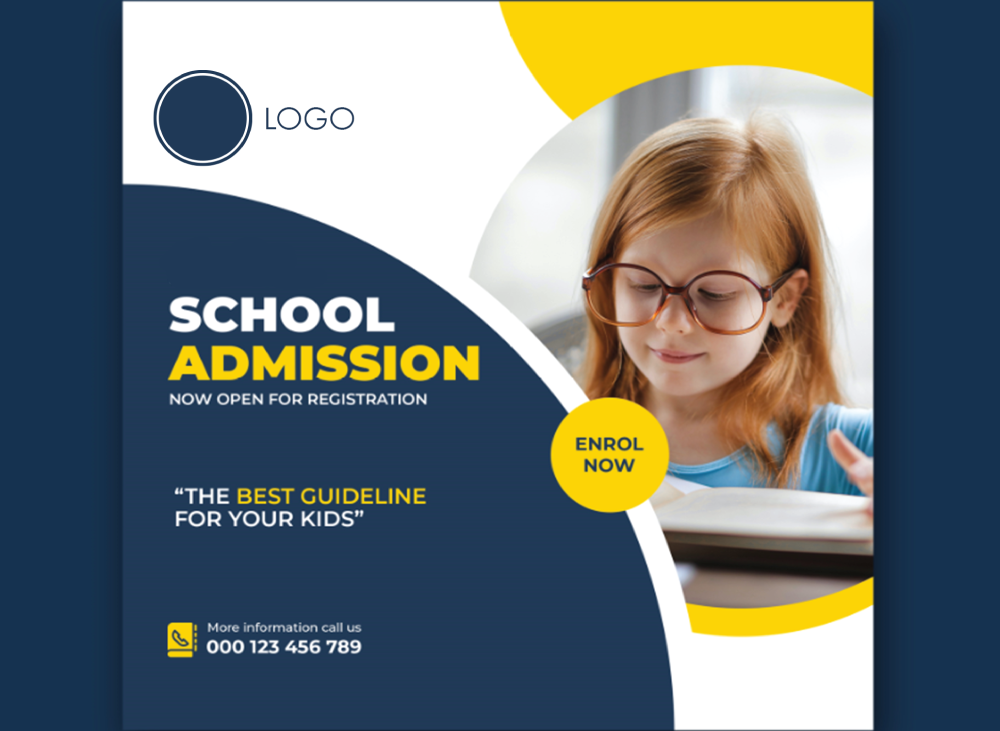 LOGO
SCHOOL
ADMISSION
NOW OPEN FOR REGISTRATION
ENROL
NOW
“THE BEST GUIDELINE
FOR YOUR KIDS”
More information call us
000 123 456 789